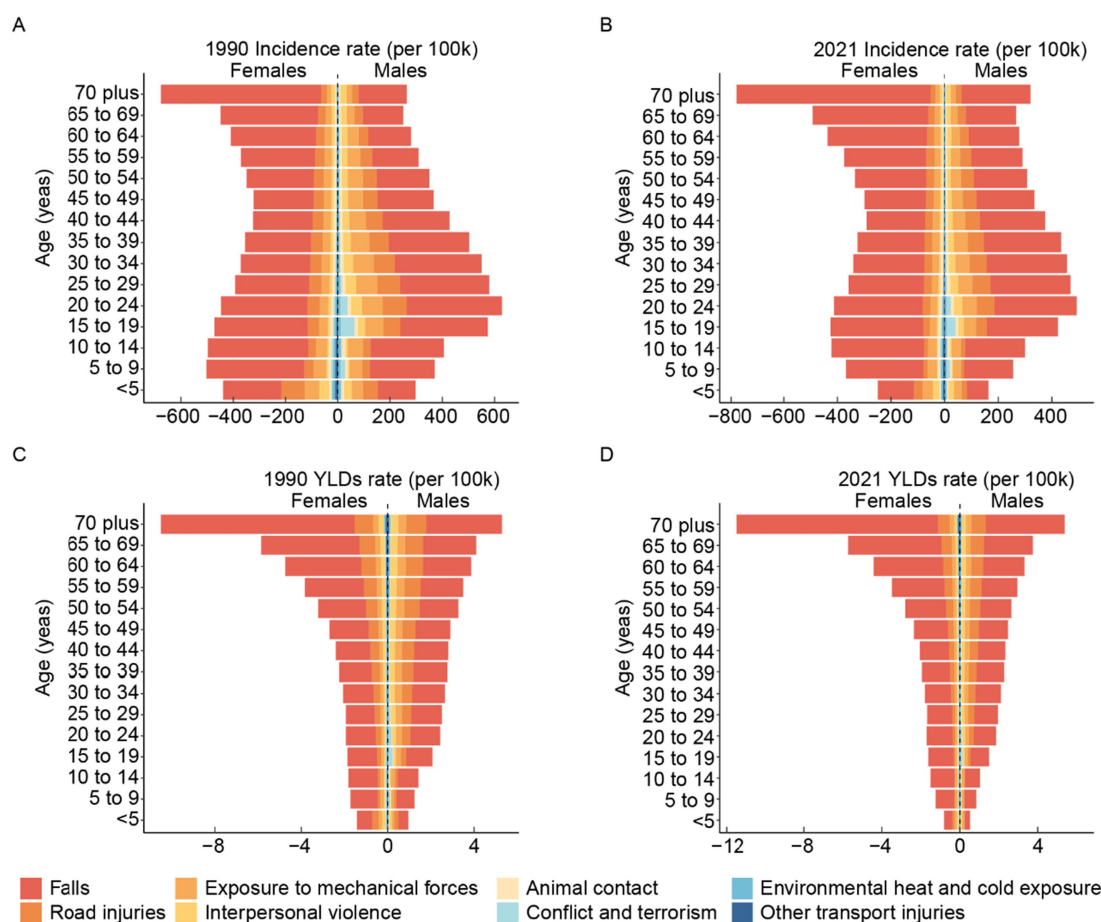 A
1990 Incidence rate (per 100k)
Females Males
Age (yeas)
70 plus
65 to 69
60 to 64
55 to 59
50 to 54
45 to 49
40 to 44
35 to 39
30 to 34
25 to 29
20 to 24
15 to 19
10 to 14
5 to 9
<5
−600 −400 −200 0 200 400 600
B
2021 Incidence rate (per 100k)
Females Males
Age (yeas)
70 plus
65 to 69
60 to 64
55 to 59
50 to 54
45 to 49
40 to 44
35 to 39
30 to 34
25 to 29
20 to 24
15 to 19
10 to 14
5 to 9
<5
−800 −600 −400 −200 0 200 400
C
1990 YLDs rate (per 100k)
Females Males
Age (yeas)
70 plus
65 to 69
60 to 64
55 to 59
50 to 54
45 to 49
40 to 44
35 to 39
30 to 34
25 to 29
20 to 24
15 to 19
10 to 14
5 to 9
<5
−8 −4 0 4
D
2021 YLDs rate (per 100k)
Females Males
Age (yeas)
70 plus
65 to 69
60 to 64
55 to 59
50 to 54
45 to 49
40 to 44
35 to 39
30 to 34
25 to 29
20 to 24
15 to 19
10 to 14
5 to 9
<5
−12 −8 −4 0 4
Falls Exposure to mechanical forces Animal contact Environmental heat and cold exposure
Road injuries Interpersonal violence Conflict and terrorism Other transport injuries